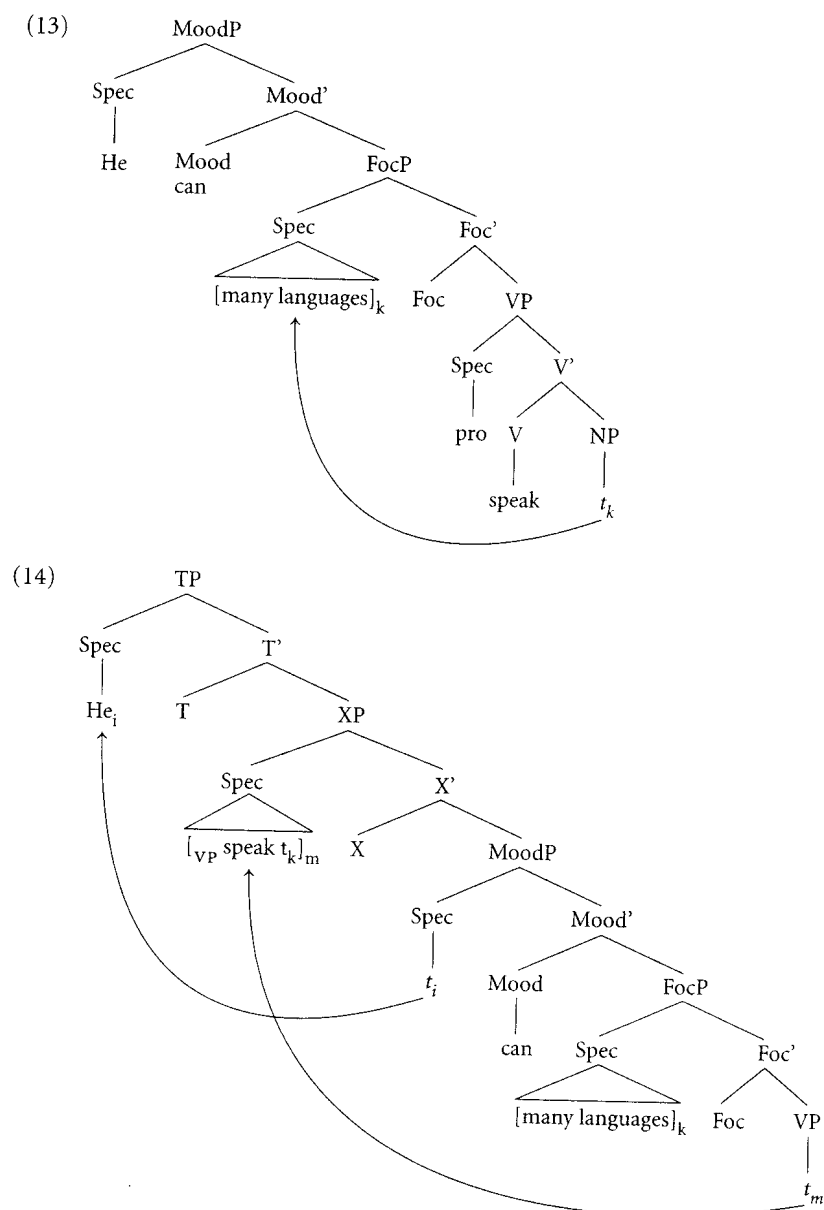 (13)
MoodP
Spec Mood'
He Mood FocP
can
Spec Foc'
[many languages]k Foc VP
Spec V'
pro V NP
speak tk
(14)
TP
Spec T'
Hei T XP
Spec X'
[VP speak tk]m X MoodP
Spec Mood'
ti Mood FocP
can Spec Foc'
[many languages]k Foc VP
tm